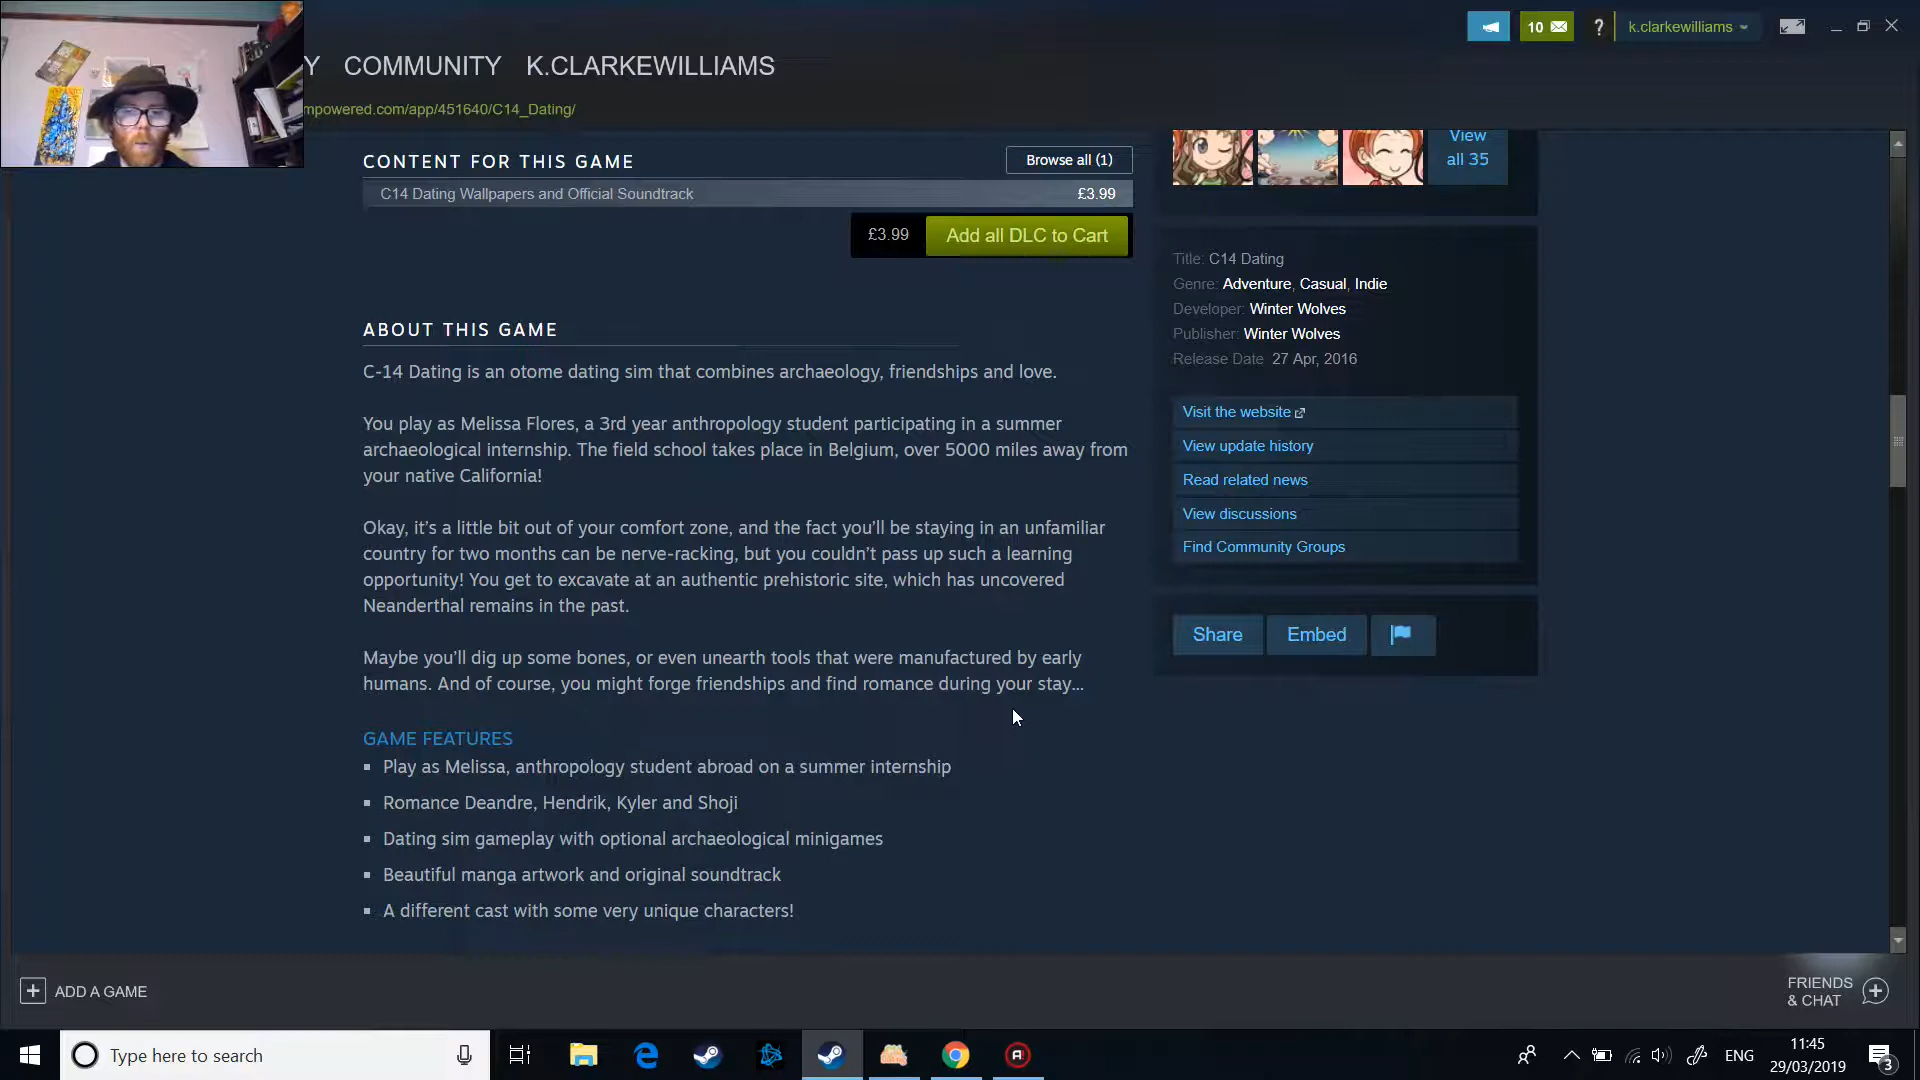 10
?
k.clarkewilliams
Y COMMUNITY K.CLARKEWILLIAMS
mpowered.com/app/451640/C14_Dating/
CONTENT FOR THIS GAME
Browse all (1)
C14 Dating Wallpapers and Official Soundtrack £3.99
£3.99 Add all DLC to Cart
ABOUT THIS GAME
C-14 Dating is an otome dating sim that combines archaeology, friendships and love.
You play as Melissa Flores, a 3rd year anthropology student participating in a summer
archaeological internship. The field school takes place in Belgium, over 5000 miles away from
your native California!
Okay, it's a little bit out of your comfort zone, and the fact you'll be staying in an unfamiliar
country for two months can be nerve-racking, but you couldn't pass up such a learning
opportunity! You get to excavate at an authentic prehistoric site, which has uncovered
Neanderthal remains in the past.
Maybe you'll dig up some bones, or even unearth tools that were manufactured by early
humans. And of course, you might forge friendships and find romance during your stay...
GAME FEATURES
▪ Play as Melissa, anthropology student abroad on a summer internship
▪ Romance Deandre, Hendrik, Kyler and Shoji
▪ Dating sim gameplay with optional archaeological minigames
▪ Beautiful manga artwork and original soundtrack
▪ A different cast with some very unique characters!
View
all 35
Title: C14 Dating
Genre: Adventure, Casual, Indie
Developer: Winter Wolves
Publisher: Winter Wolves
Release Date 27 Apr, 2016
Visit the website
View update history
Read related news
View discussions
Find Community Groups
Share
Embed
ADD A GAME
FRIENDS
& CHAT
Type here to search
ENG
11:45
29/03/2019
3